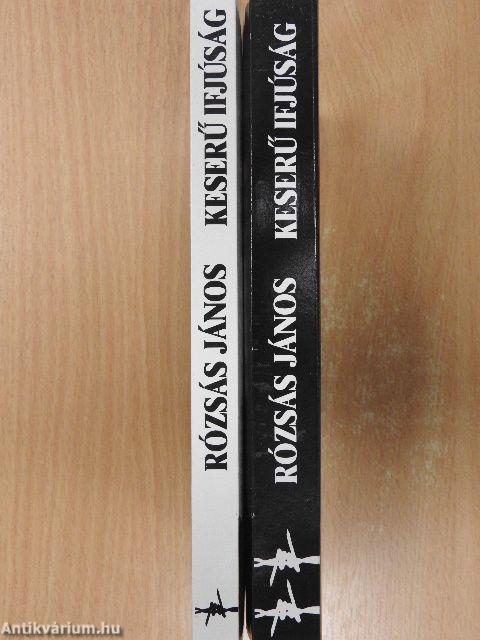 RÓZSÁS JÁNOS KESERŰ IFJÚSÁG
RÓZSÁS JÁNOS KESERŰ IFJÚSÁG
Antikvárium.hu